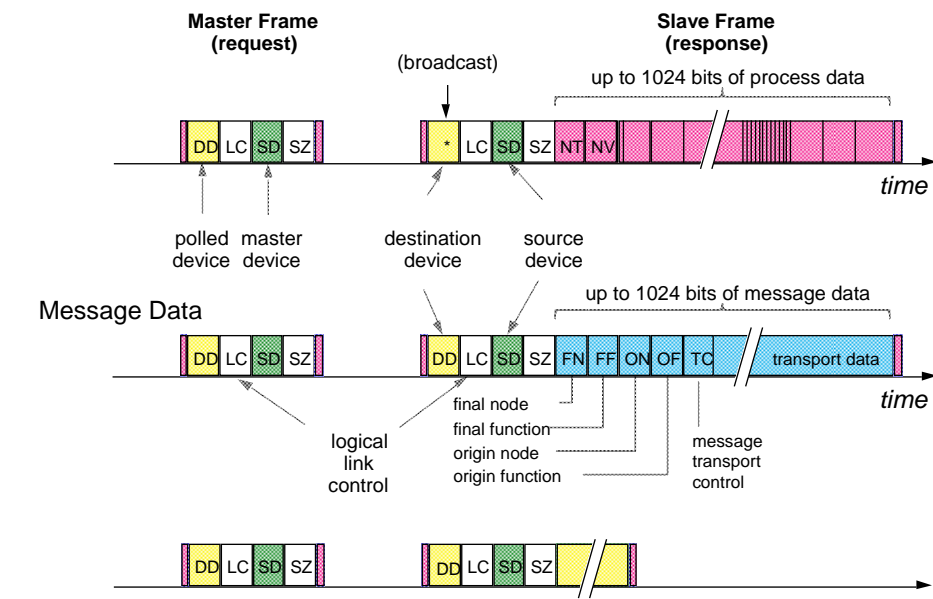 Master Frame
(request)
Slave Frame
(response)
(broadcast)
up to 1024 bits of process data
DD LC SD SZ
* LC SD SZ NT NV
time
polled device
master device
destination device
source device
up to 1024 bits of message data
Message Data
DD LC SD SZ
DD LC SD SZ FN FF ON OF TC transport data
time
final node
final function
origin node
origin function
logical
link
control
message
transport
control
DD LC SD SZ
DD LC SD SZ